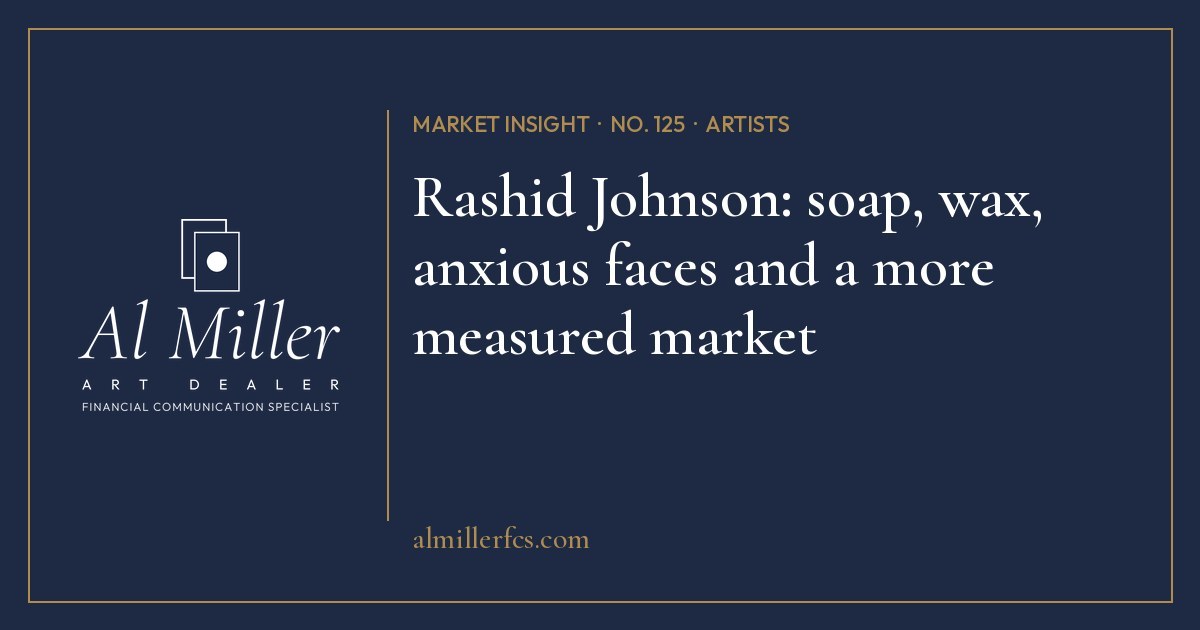 Al Miller
ART DEALER
FINANCIAL COMMUNICATION SPECIALIST
MARKET INSIGHT · NO. 125 · ARTISTS
Rashid Johnson: soap, wax,
anxious faces and a more
measured market
almillerfcs.com